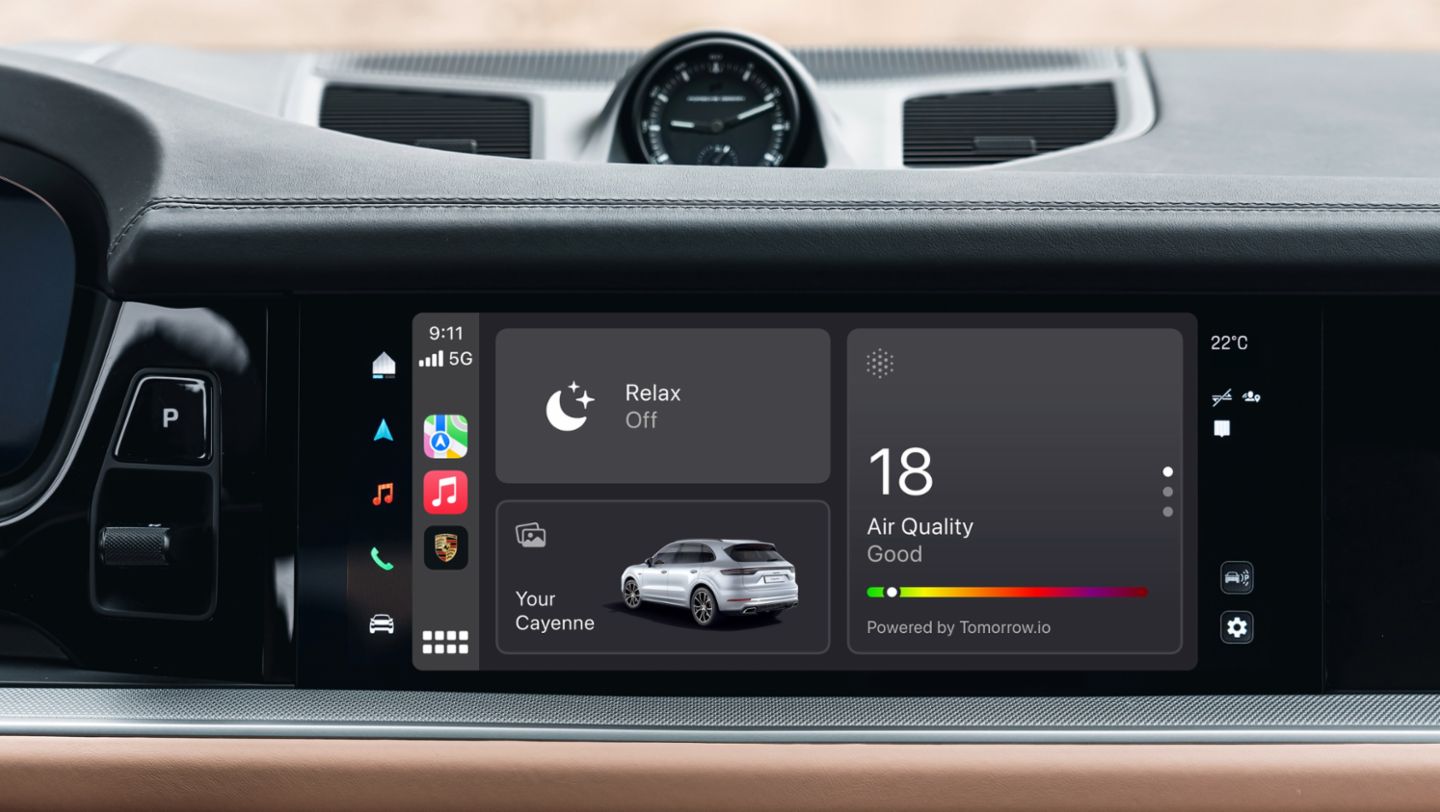 P
9:11
5G
Relax
Off
Your
Cayenne
18
Air Quality
Good
Powered by Tomorrow.io
22°C